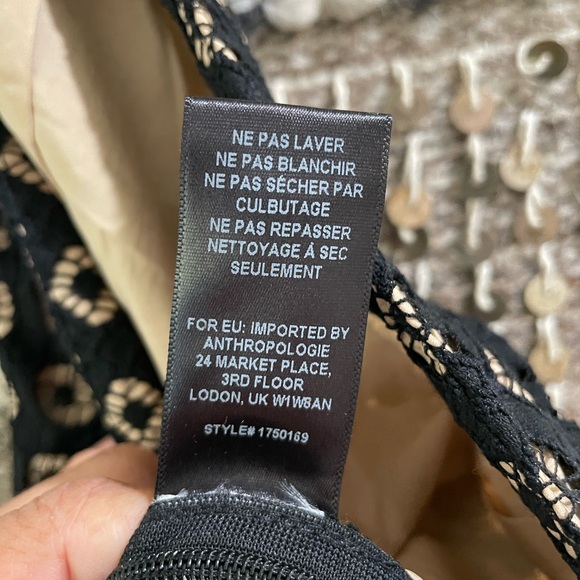 NE PAS LAVER
NE PAS BLANCHIR
NE PAS SÉCHER PAR
CULBUTAGE
NE PAS REPASSER
NETTOYAGE À SEC
SEULEMENT
FOR EU: IMPORTED BY
ANTHROPOLOGIE
24 MARKET PLACE,
3RD FLOOR
LODON, UK W1W8AN
STYLE# 1750169